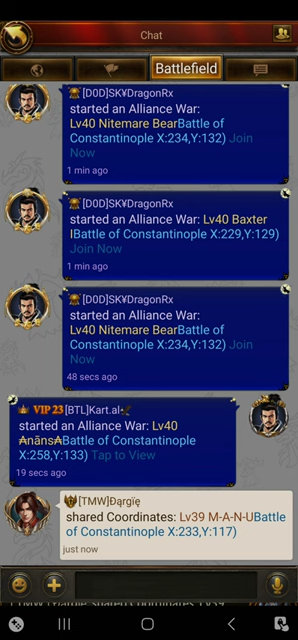 Chat
Battlefield
[D0D]SK¥DragonRx
started an Alliance War:
Lv40 Nitemare BearBattle of
Constantinople X:234,Y:132) Join
Now
1 min ago
[D0D]SK¥DragonRx
started an Alliance War: Lv40 Baxter
IBattle of Constantinople X:229,Y:129)
Join Now
1 min ago
[D0D]SK¥DragonRx
started an Alliance War:
Lv40 Nitemare BearBattle of
Constantinople X:234,Y:132) Join
Now
48 secs ago
VIP 23 [BTL]Kart.al
started an Alliance War: Lv40
₳nāns₳Battle of Constantinople
X:258,Y:133) Tap to View
19 secs ago
[TMW]Đąrgïę
shared Coordinates: Lv39 M-A-N-UBattle
of Constantinople X:233,Y:117)
just now